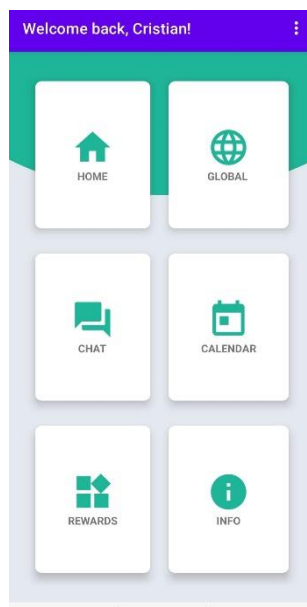 Welcome back, Cristian!
HOME
GLOBAL
CHAT
CALENDAR
REWARDS
INFO